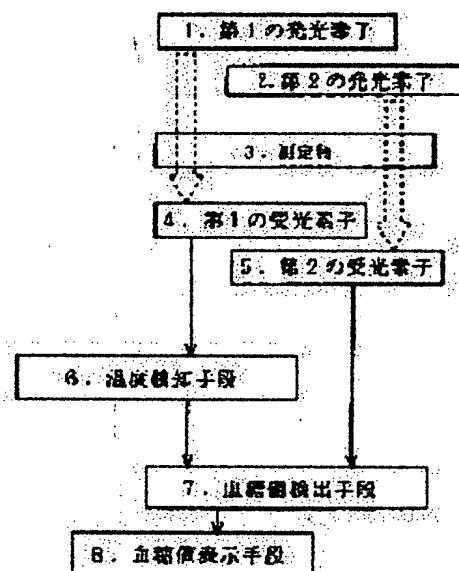 1. 第1の発光素子
2. 第2の発光素子
3. 測定物
4. 第1の受光素子
5. 第2の受光素子
6. 温度検知手段
7. 血糖値検出手段
8. 血糖値表示手段